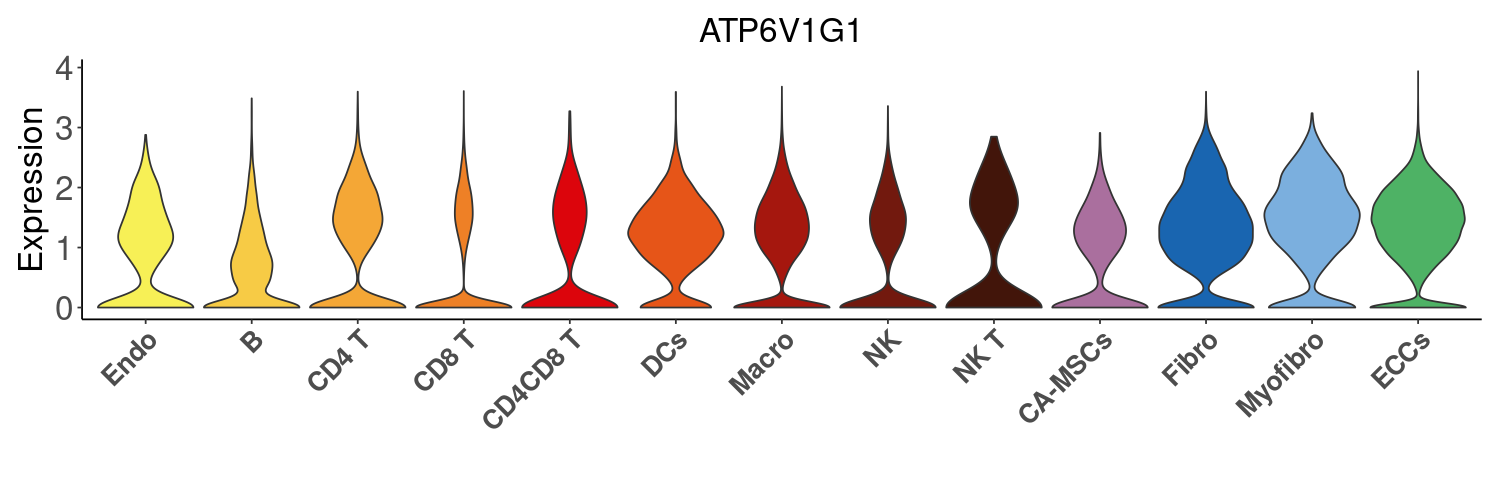 ATP6V1G1
Expression
4
3
2
1
0
Endo
B
CD4 T
CD8 T
CD4CD8 T
DCs
Macro
NK
NK T
CA-MSCs
Fibro
Myofibro
ECCs